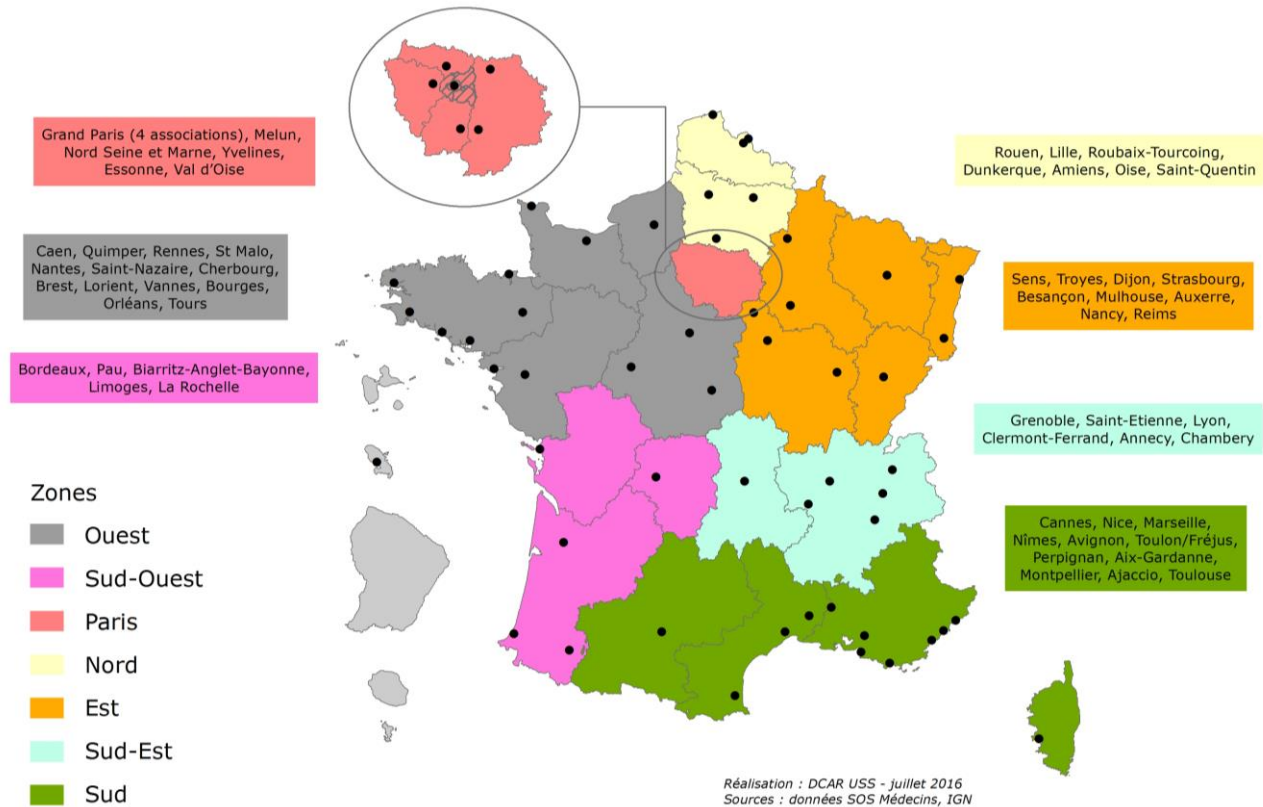 Grand Paris (4 associations), Melun,
Nord Seine et Marne, Yvelines,
Essonne, Val d'Oise
Caen, Quimper, Rennes, St Malo,
Nantes, Saint-Nazaire, Cherbourg,
Brest, Lorient, Vannes, Bourges,
Orléans, Tours
Bordeaux, Pau, Biarritz-Anglet-Bayonne,
Limoges, La Rochelle
Rouen, Lille, Roubaix-Tourcoing,
Dunkerque, Amiens, Oise, Saint-Quentin
Sens, Troyes, Dijon, Strasbourg,
Besançon, Mulhouse, Auxerre,
Nancy, Reims
Grenoble, Saint-Etienne, Lyon,
Clermont-Ferrand, Annecy, Chambery
Cannes, Nice, Marseille,
Nîmes, Avignon, Toulon/Fréjus,
Perpignan, Aix-Gardanne,
Montpellier, Ajaccio, Toulouse
Zones
Ouest
Sud-Ouest
Paris
Nord
Est
Sud-Est
Sud
Réalisation : DCAR USS - juillet 2016
Sources : données SOS Médecins, IGN